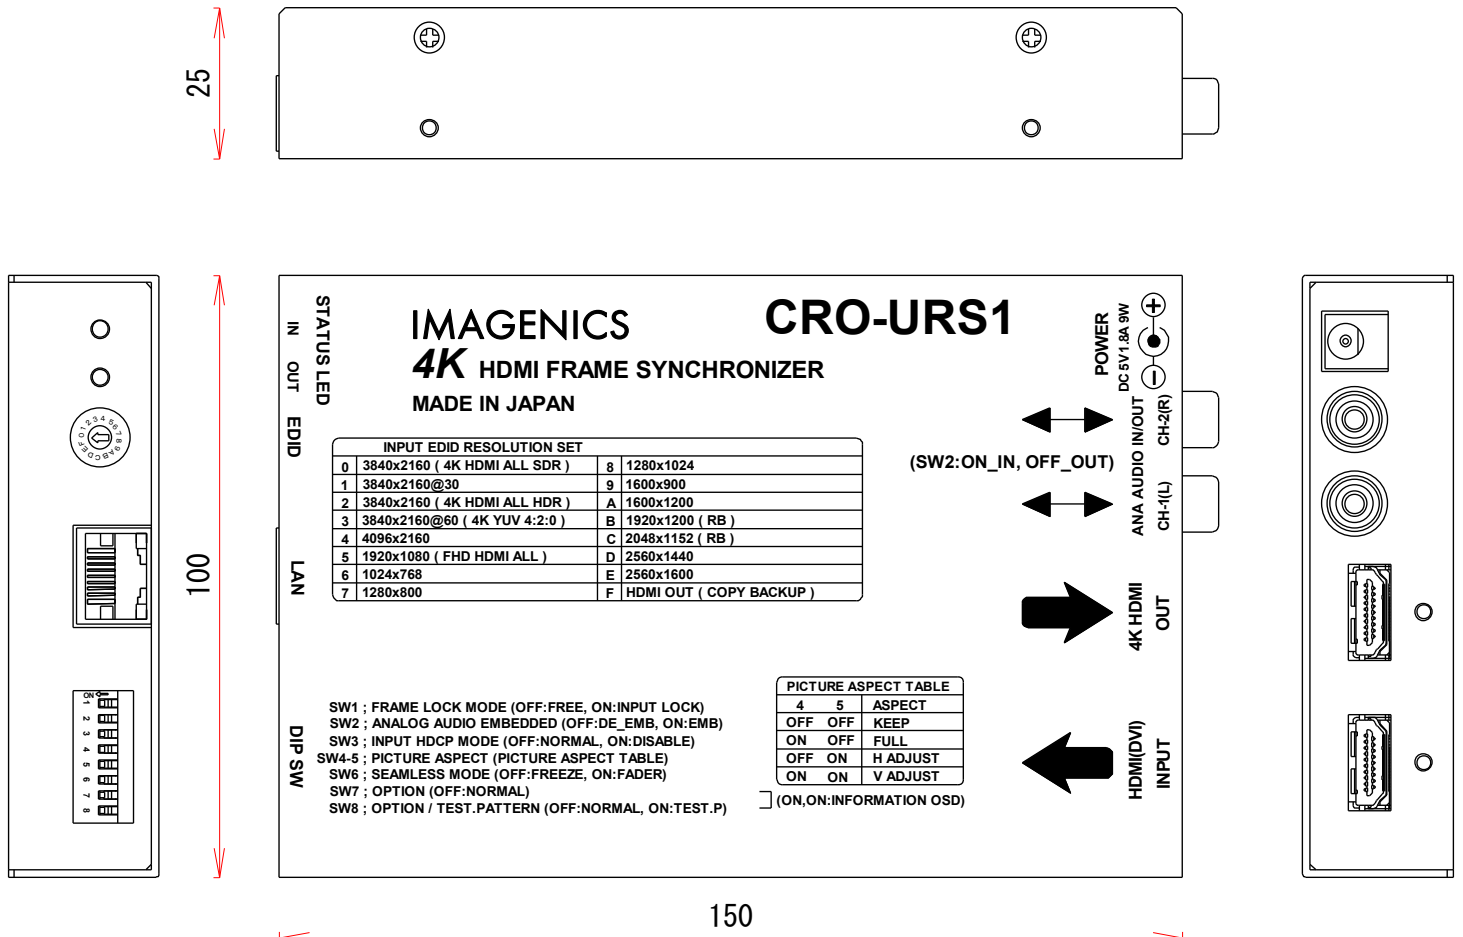 25
100
150
STATUS LED
IN OUT
EDID
LAN
DIP SW
IMAGENICS
CRO-URS1
4K HDMI FRAME SYNCHRONIZER
MADE IN JAPAN
INPUT EDID RESOLUTION SET
0 3840x2160 ( 4K HDMI ALL SDR ) 8 1280x1024
1 3840x2160@30 9 1600x900
2 3840x2160 ( 4K HDMI ALL HDR ) A 1600x1200
3 3840x2160@60 ( 4K YUV 4:2:0 ) B 1920x1200 ( RB )
4 4096x2160 C 2048x1152 ( RB )
5 1920x1080 ( FHD HDMI ALL ) D 2560x1440
6 1024x768 E 2560x1600
7 1280x800 F HDMI OUT ( COPY BACKUP )
SW1 ; FRAME LOCK MODE (OFF:FREE, ON:INPUT LOCK)
SW2 ; ANALOG AUDIO EMBEDDED (OFF:DE_EMB, ON:EMB)
SW3 ; INPUT HDCP MODE (OFF:NORMAL, ON:DISABLE)
SW4-5 ; PICTURE ASPECT (PICTURE ASPECT TABLE)
SW6 ; SEAMLESS MODE (OFF:FREEZE, ON:FADER)
SW7 ; OPTION (OFF:NORMAL)
SW8 ; OPTION / TEST.PATTERN (OFF:NORMAL, ON:TEST.P)
(ON,ON:INFORMATION OSD)
PICTURE ASPECT TABLE
4 5 ASPECT
OFF OFF KEEP
ON OFF FULL
OFF ON H ADJUST
ON ON V ADJUST
POWER
DC 5V1.8A 9W
ANA AUDIO IN/OUT
CH-2(R)
CH-1(L)
(SW2:ON_IN, OFF_OUT)
4K HDMI
OUT
HDMI(DVI)
INPUT
0123456789ABCDEF
ON
1
2
3
4
5
6
7
8